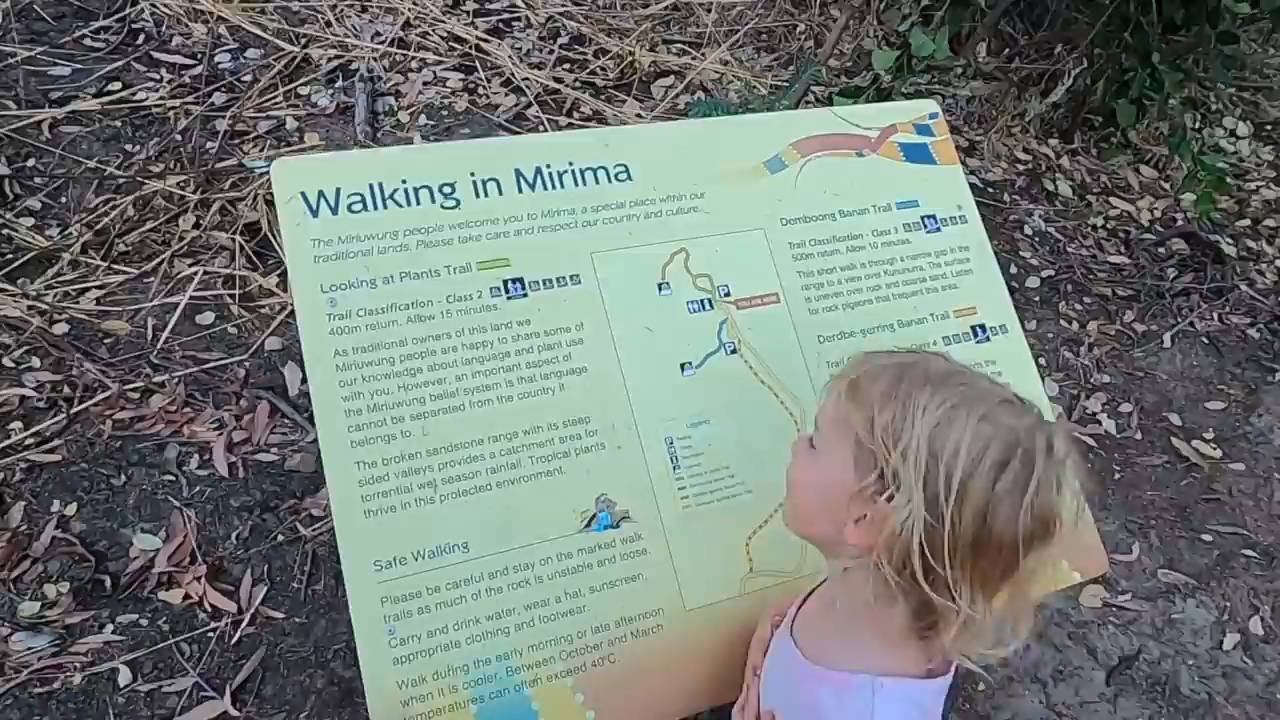 Walking in Mirima
The Miriuwung people welcome you to Mirima, a special place within our
traditional lands. Please take care and respect our country and culture.
Looking at Plants Trail
Trail Classification - Class 2
400m return. Allow 15 minutes.
As traditional owners of this land we
Miriuwung people are happy to share some of
our knowledge about language and plant use
with you. However, an important aspect of
the Miriuwung belief system is that language
cannot be separated from the country it
belongs to.
The broken sandstone range with its steep
sided valleys provides a catchment area for
torrential wet season rainfall. Tropical plants
thrive in this protected environment.
Safe Walking
Please be careful and stay on the marked walk
trails as much of the rock is unstable and loose.
Carry and drink water, wear a hat, sunscreen,
appropriate clothing and footwear.
Walk during the early morning or late afternoon
when it is cooler. Between October and March
temperatures can often exceed 40°C.
P
YOU ARE HERE
P
Legend
Demboong Banan Trail
Trail Classification - Class 3
500m return. Allow 10 minutes.
This short walk is through a narrow gap in the
range to a view over Kununurra. The surface
is uneven over rock and coarse sand. Listen
for rock pigeons that frequent this area.
Derdbe-gerring Banan Trail
Trail
Class 4